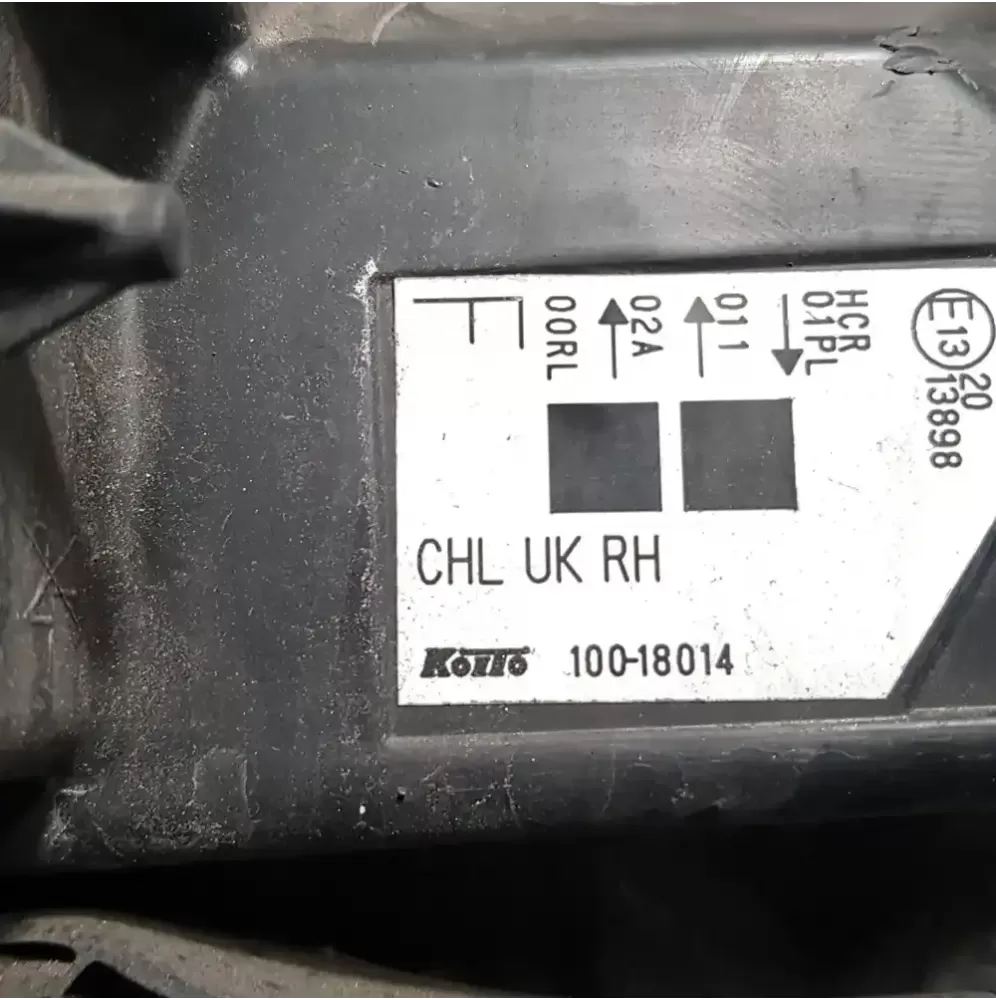 E13
20
13898
HCR
01PL
011
02A
00RL
CHL UK RH
KOITO 100-18014